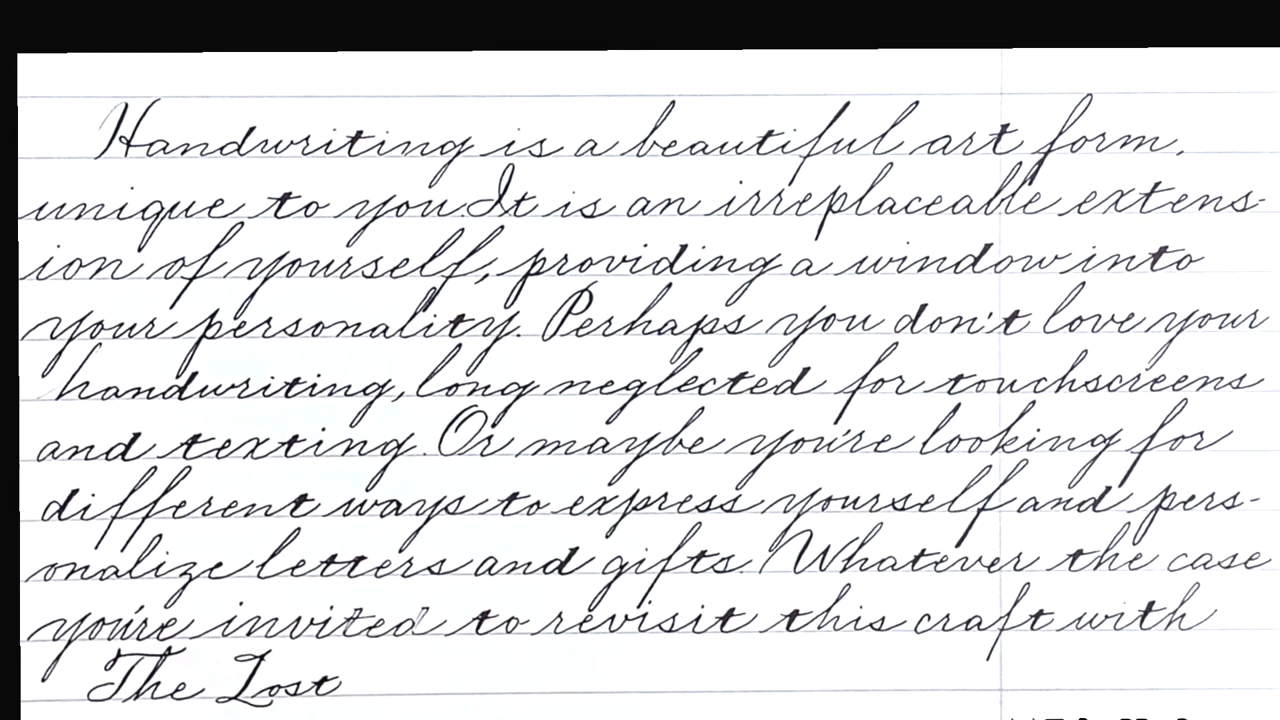 Handwriting is a beautiful art form,
unique to you. It is an irreplaceable extens-
ion of yourself, providing a window into
your personality. Perhaps you don't love your
handwriting, long neglected for touchscreens
and texting. Or maybe you're looking for
different ways to express yourself and pers-
onalize letters and gifts. Whatever the case
you're invited to revisit this craft with
The Lost